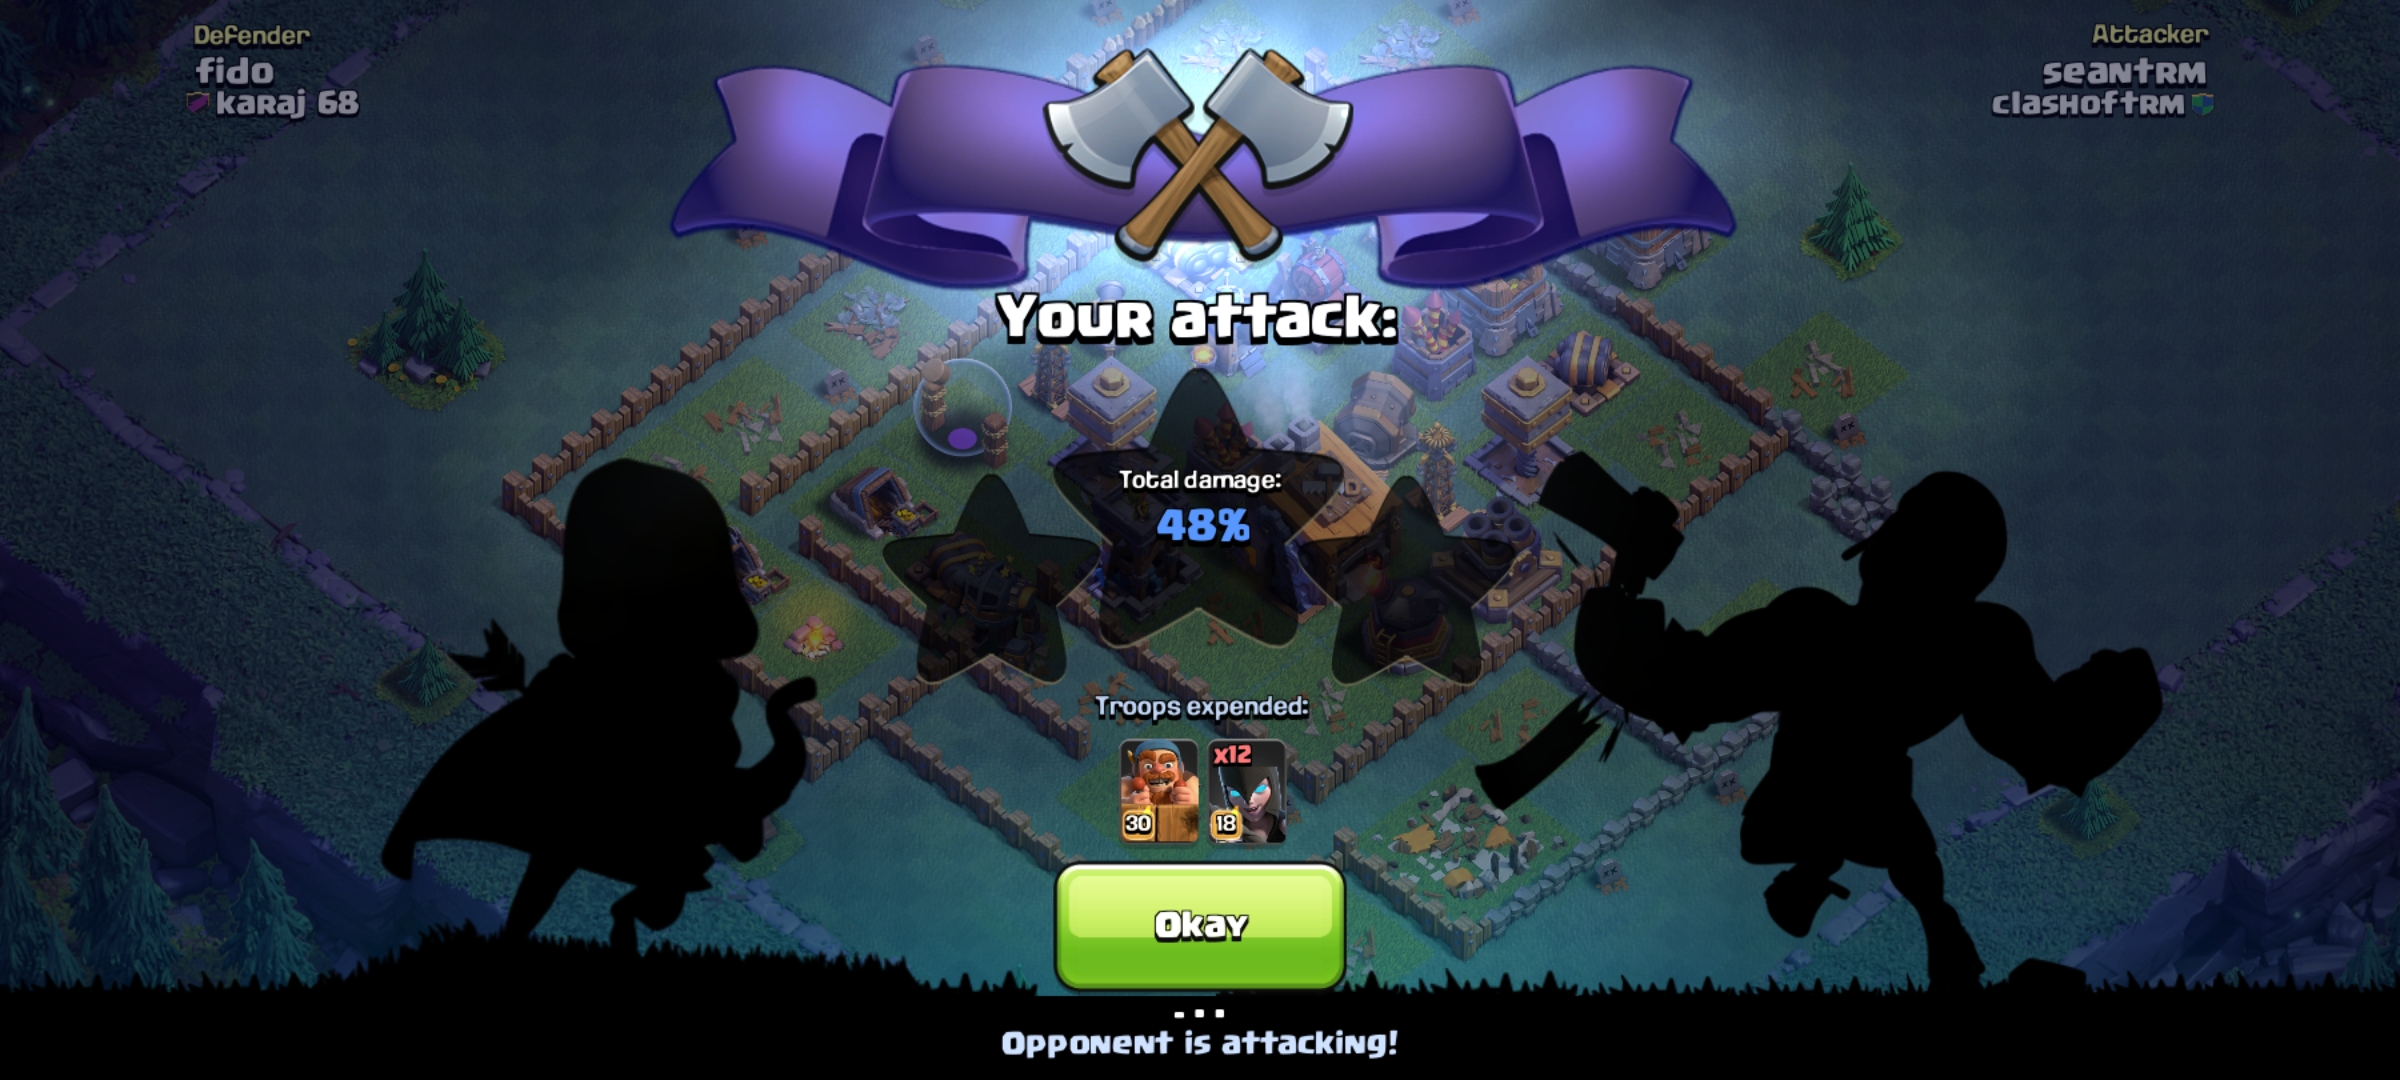 Defender
fido
karaj 68
Attacker
seantRM
clashoftRM
Your attack:
Total damage:
48%
Troops expended:
x12
30
18
Okay
...
Opponent is attacking!